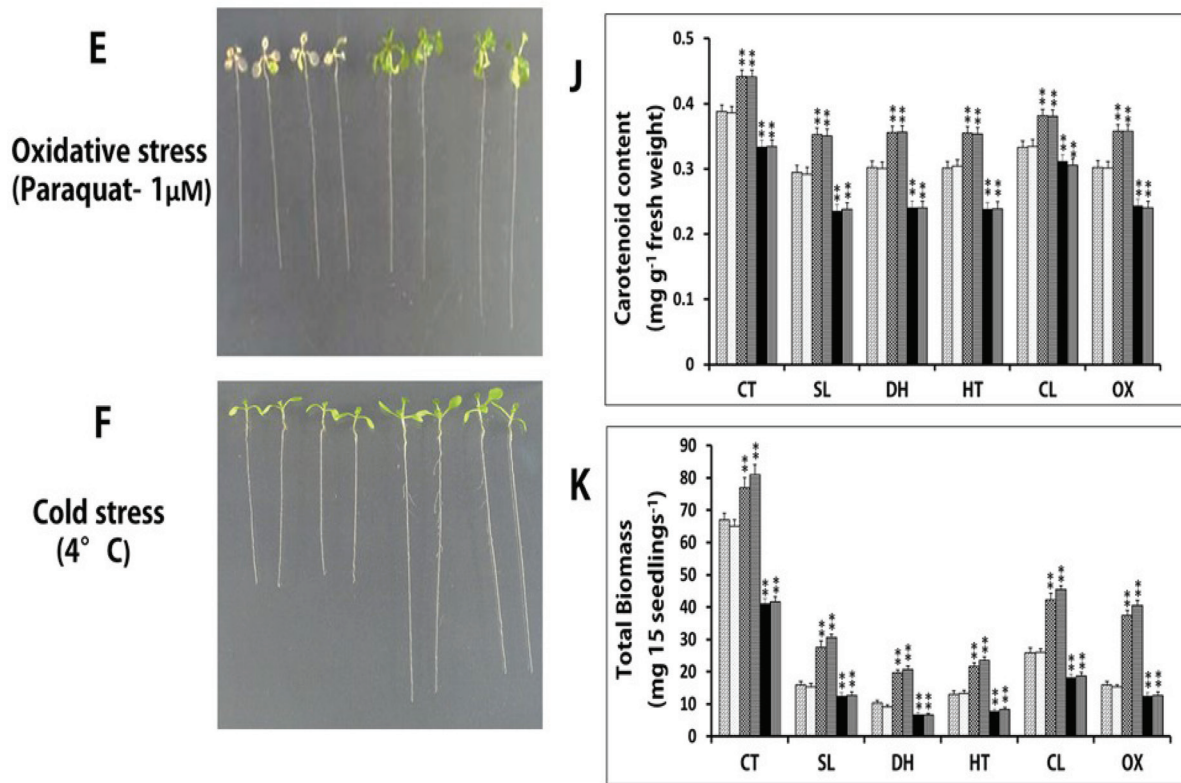 E
Oxidative stress
(Paraquat- 1µM)
F
Cold stress
(4° C)
J
Carotenoid content
(mg g⁻¹ fresh weight)
0.5
0.4
0.3
0.2
0.1
0
** ** ** ** ** ** ** ** ** ** ** ** ** ** ** ** ** ** ** ** ** ** ** **
CT SL DH HT CL OX
K
Total Biomass
(mg 15 seedlings⁻¹)
90
80
70
60
50
40
30
20
10
0
** ** ** ** ** ** ** ** ** ** ** ** ** ** ** ** ** ** ** ** ** ** ** **
CT SL DH HT CL OX